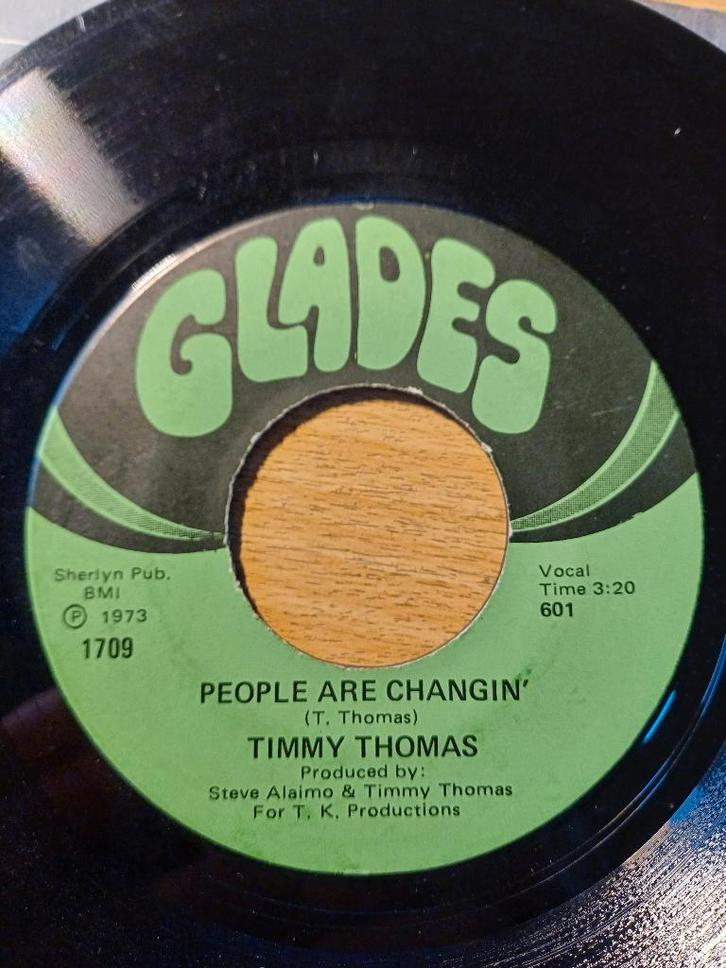 GLADES
Sherlyn Pub.
BMI
Ⓟ 1973
1709
Vocal
Time 3:20
601
PEOPLE ARE CHANGIN'
(T. Thomas)
TIMMY THOMAS
Produced by:
Steve Alaimo & Timmy Thomas
For T. K. Productions